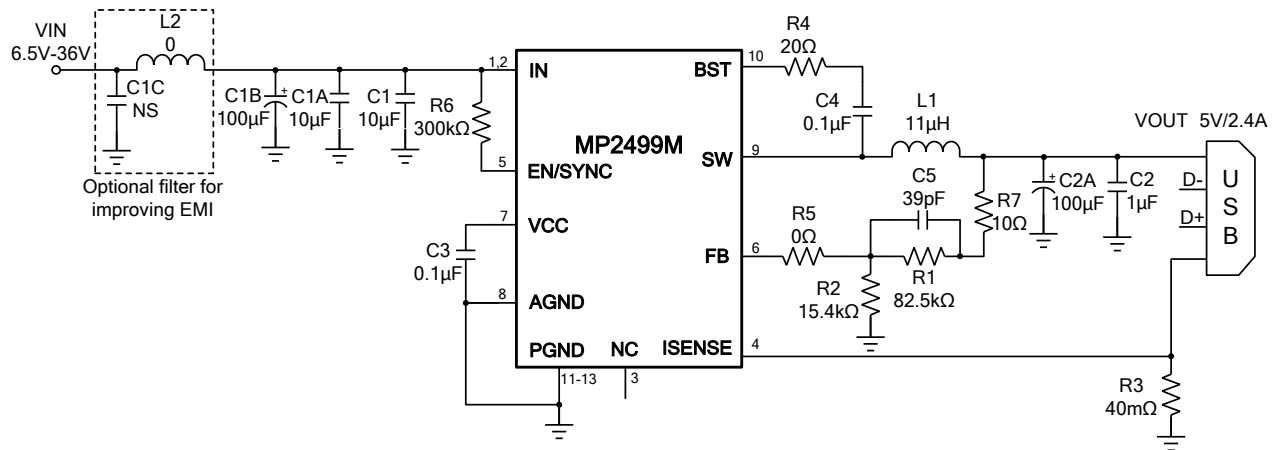 VIN
6.5V-36V
L2
0
C1C
NS
Optional filter for
improving EMI
C1B
100µF
+
C1A
10µF
C1
10µF
R6
300kΩ
1,2
IN
5
EN/SYNC
7
VCC
C3
0.1µF
8
AGND
PGND
11-13
NC
3
MP2499M
BST
10
R4
20Ω
C4
0.1µF
SW
9
L1
11µH
C5
39pF
R7
10Ω
FB
6
R5
0Ω
R2
15.4kΩ
R1
82.5kΩ
ISENSE
4
+
C2A
100µF
C2
1µF
VOUT 5V/2.4A
D-
D+
U
S
B
R3
40mΩ